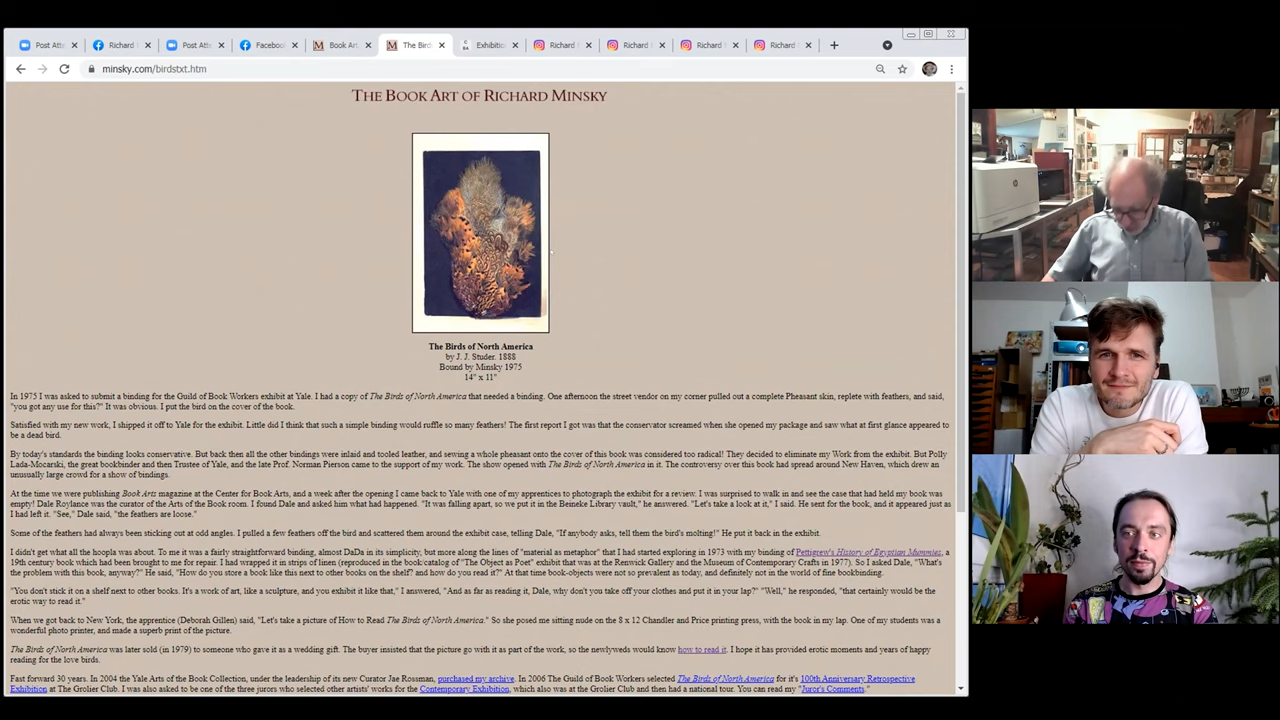 Post Atte
Richard
Post Atte
Facebook
Book Art
The Bird
Exhibition
Richard
Richard
Richard
Richard
minsky.com/birdstxt.htm
THE BOOK ART OF RICHARD MINSKY
The Birds of North America
by J. J. Studer. 1888
Bound by Minsky 1975
14" x 11"
In 1975 I was asked to submit a binding for the Guild of Book Workers exhibit at Yale. I had a copy of The Birds of North America that needed a binding. One afternoon the street vendor on my corner pulled out a complete Pheasant skin, replete with feathers, and said,
"you got any use for this?" It was obvious. I put the bird on the cover of the book.
Satisfied with my new work, I shipped it off to Yale for the exhibit. Little did I think that such a simple binding would ruffle so many feathers! The first report I got was that the conservator screamed when she opened my package and saw what at first glance appeared to
be a dead bird.
By today's standards the binding looks conservative. But back then all the other bindings were inlaid and tooled leather, and sewing a whole pheasant onto the cover of this book was considered too radical! They decided to eliminate my Work from the exhibit. But Polly
Lada-Mocarski, the great bookbinder and then Trustee of Yale, and the late Prof. Norman Pierson came to the support of my work. The show opened with The Birds of North America in it. The controversy over this book had spread around New Haven, which drew an
unusually large crowd for a show of bindings.
At the time we were publishing Book Arts magazine at the Center for Book Arts, and a week after the opening I came back to Yale with one of my apprentices to photograph the exhibit for a review. I was surprised to walk in and see the case that had held my book was
empty! Dale Roylance was the curator of the Arts of the Book room. I found Dale and asked him what had happened. "It was falling apart, so we put it in the Beineke Library vault," he answered. "Let's take a look at it," I said. He sent for the book, and it appeared just as
I had left it. "See," Dale said, "the feathers are loose."
Some of the feathers had always been sticking out at odd angles. I pulled a few feathers off the bird and scattered them around the exhibit case, telling Dale, "If anybody asks, tell them the bird's molting!" He put it back in the exhibit.
I didn't get what all the hoopla was about. To me it was a fairly straightforward binding, almost DaDa in its simplicity, but more along the lines of "material as metaphor" that I had started exploring in 1973 with my binding of Pettigrew's History of Egyptian Mummies, a
19th century book which had been brought to me for repair. I had wrapped it in strips of linen (reproduced in the book/catalog of "The Object as Poet" exhibit that was at the Renwick Gallery and the Museum of Contemporary Crafts in 1977). So I asked Dale, "What's
the problem with this book, anyway?" He said, "How do you store a book like this next to other books on the shelf? and how do you read it?" At that time book-objects were not so prevalent as today, and definitely not in the world of fine bookbinding.
"You don't stick it on a shelf next to other books. It's a work of art, like a sculpture, and you exhibit it like that," I answered, "And as far as reading it, Dale, why don't you take off your clothes and put it in your lap?" "Well," he responded, "that certainly would be the
erotic way to read it."
When we got back to New York, the apprentice (Deborah Gillen) said, "Let's take a picture of How to Read The Birds of North America." So she posed me sitting nude on the 8 x 12 Chandler and Price printing press, with the book in my lap. One of my students was a
wonderful photo printer, and made a superb print of the picture.
The Birds of North America was later sold (in 1979) to someone who gave it as a wedding gift. The buyer insisted that the picture go with it as part of the work, so the newlyweds would know how to read it. I hope it has provided erotic moments and years of happy
reading for the love birds.
Fast forward 30 years. In 2004 the Yale Arts of the Book Collection, under the leadership of its new Curator Jae Rossman, purchased my archive. In 2006 The Guild of Book Workers selected The Birds of North America for it's 100th Anniversary Retrospective
Exhibition at The Grolier Club. I was also asked to be one of the three jurors who selected other artists' works for the Contemporary Exhibition, which also was at the Grolier Club and then had a national tour. You can read my "Juror's Comments."